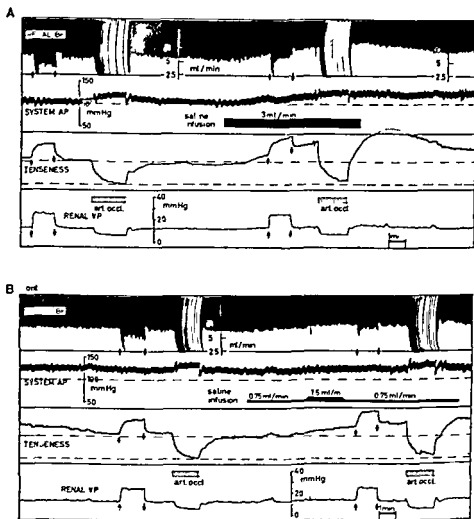 A
5
2.5
5
2.5
ml/min
150
SYSTEM AP
50
mmHg
saline
infusion
3ml/min
TENSENESS
RENAL VP
art.occl.
40
mmHg
20
0
art.occl.
B
5
2.5
ml/min
150
SYSTEM AP
100
mmHg
50
saline
infusion
0.75 ml/min
7.5 ml/m
0.75 ml/min
TENSENESS
RENAL VP
art.occl.
40
mmHg
20
0
art.occl.
1min